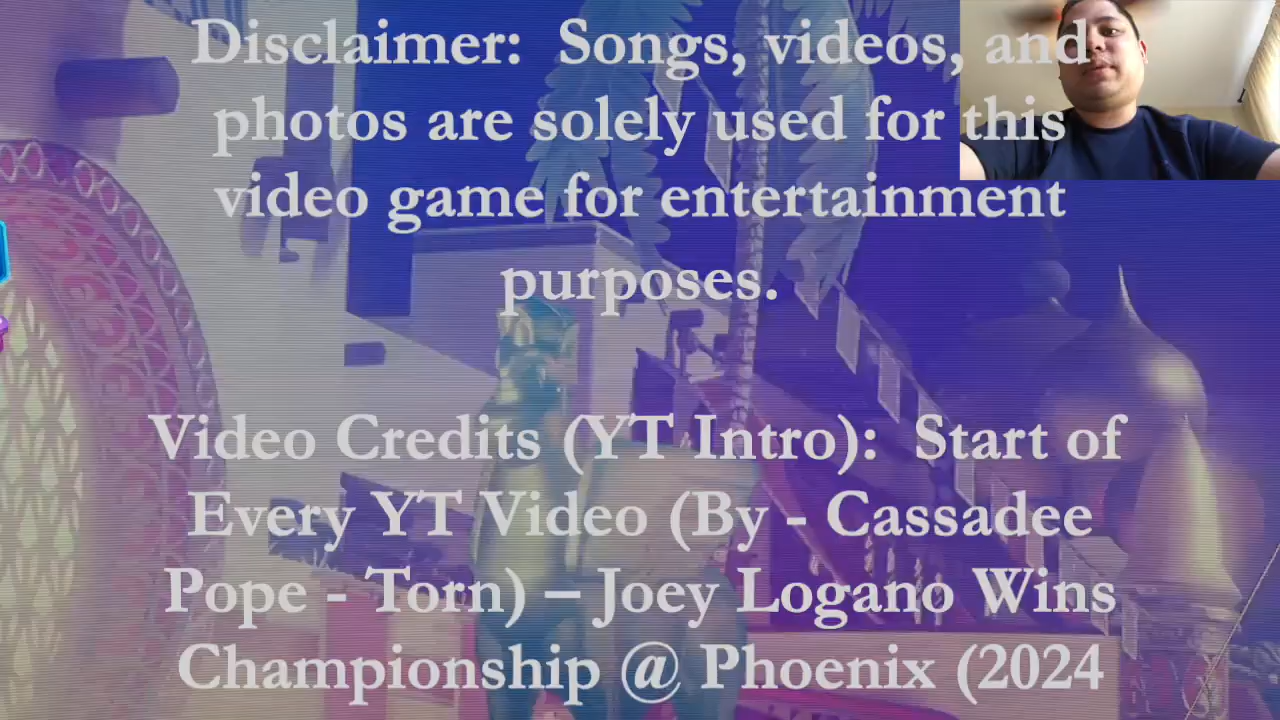 Disclaimer: Songs, videos, and
photos are solely used for this
video game for entertainment
purposes.
Video Credits (YT Intro): Start of
Every YT Video (By - Cassadee
Pope - Torn) – Joey Logano Wins
Championship @ Phoenix (2024